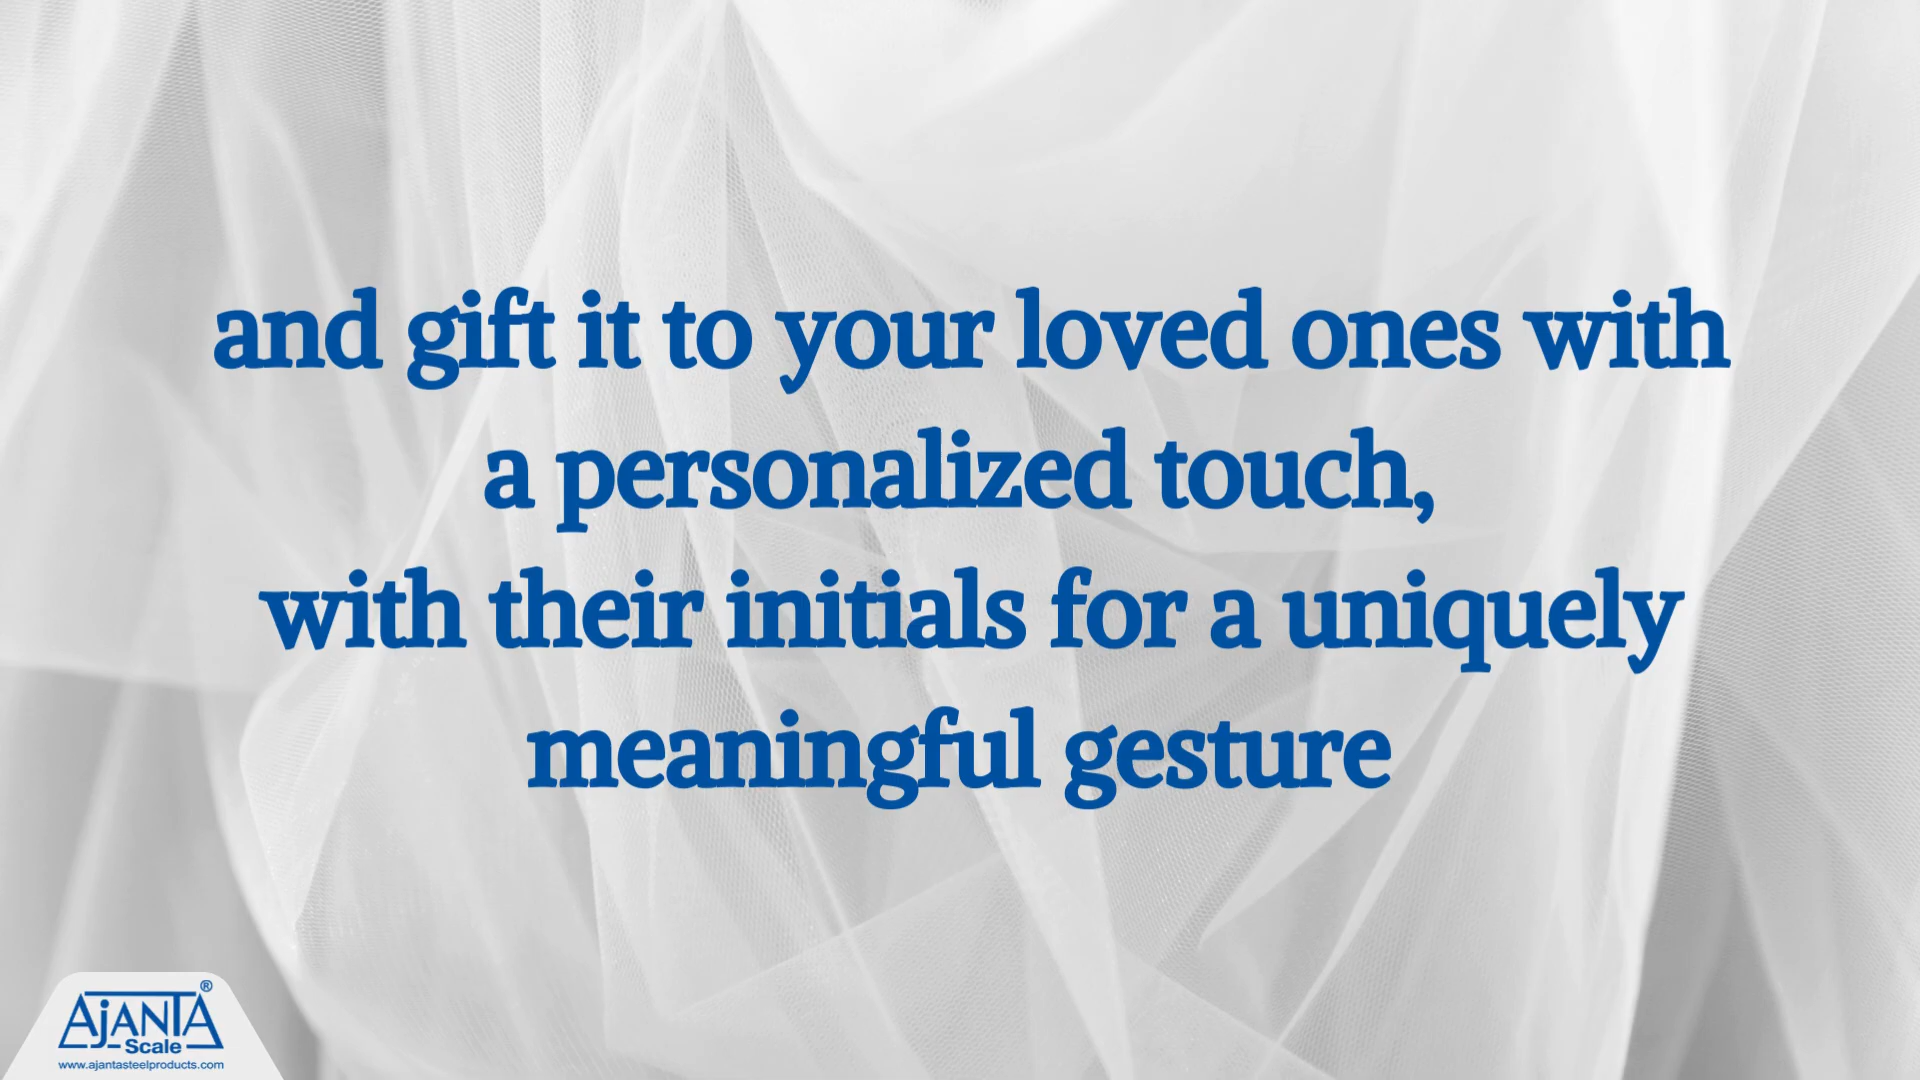 and gift it to your loved ones with
a personalized touch,
with their initials for a uniquely
meaningful gesture
AjANTA®
Scale
www.ajantasteelproducts.com